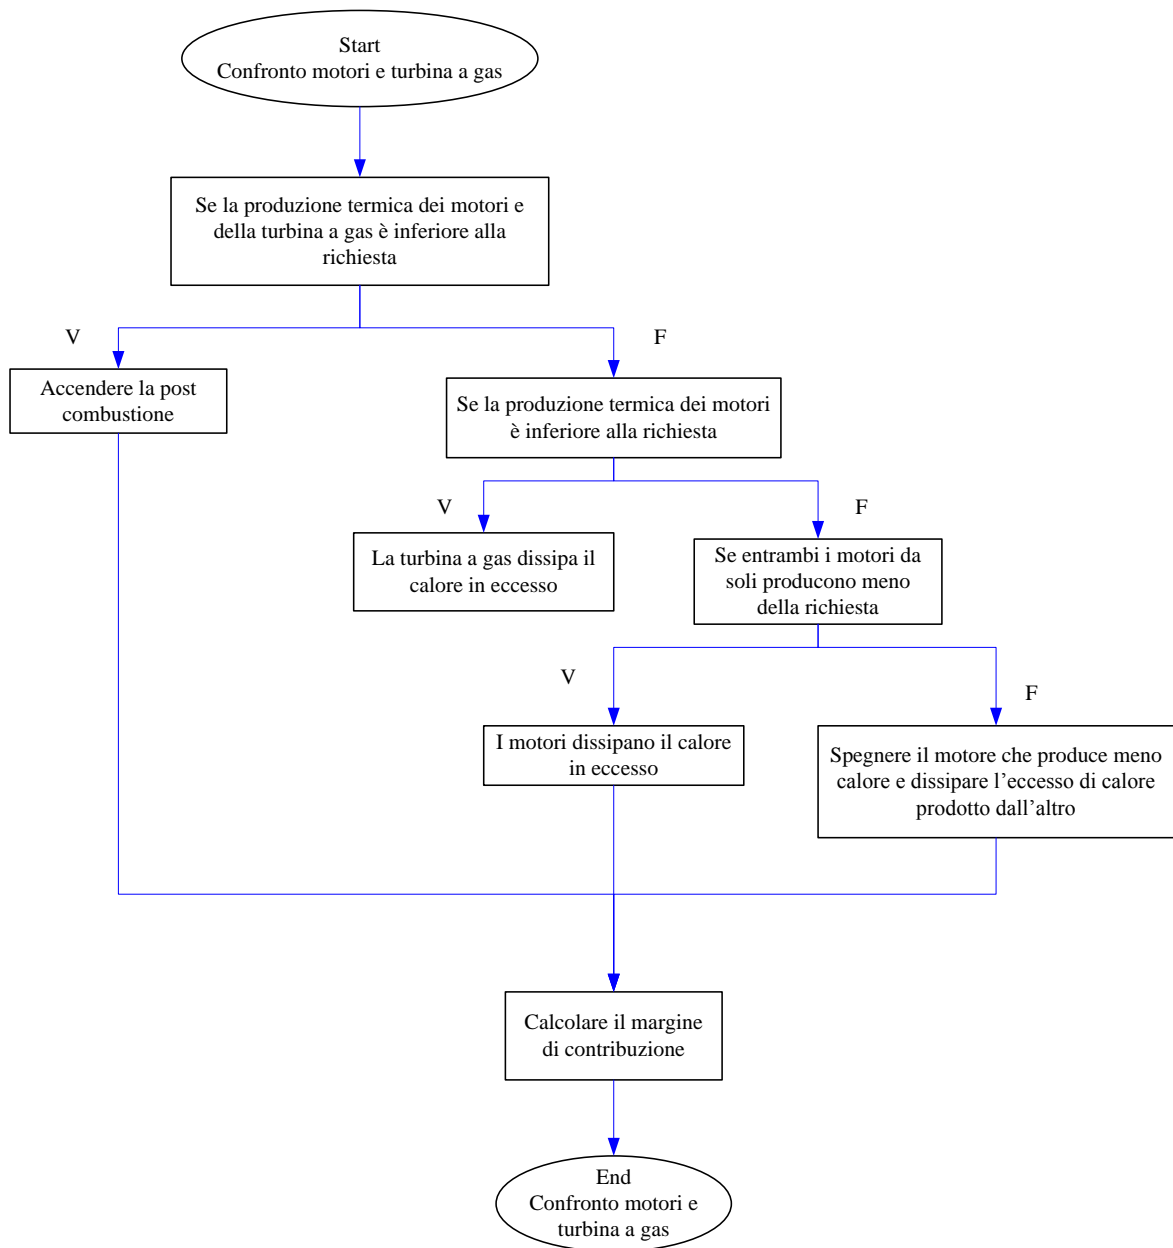 Start
Confronto motori e turbina a gas
Se la produzione termica dei motori e
della turbina a gas è inferiore alla
richiesta
V
F
Accendere la post
combustione
Se la produzione termica dei motori
è inferiore alla richiesta
V
F
La turbina a gas dissipa il
calore in eccesso
Se entrambi i motori da
soli producono meno
della richiesta
V
F
I motori dissipano il calore
in eccesso
Spegnere il motore che produce meno
calore e dissipare l’eccesso di calore
prodotto dall’altro
Calcolare il margine
di contribuzione
End
Confronto motori e
turbina a gas